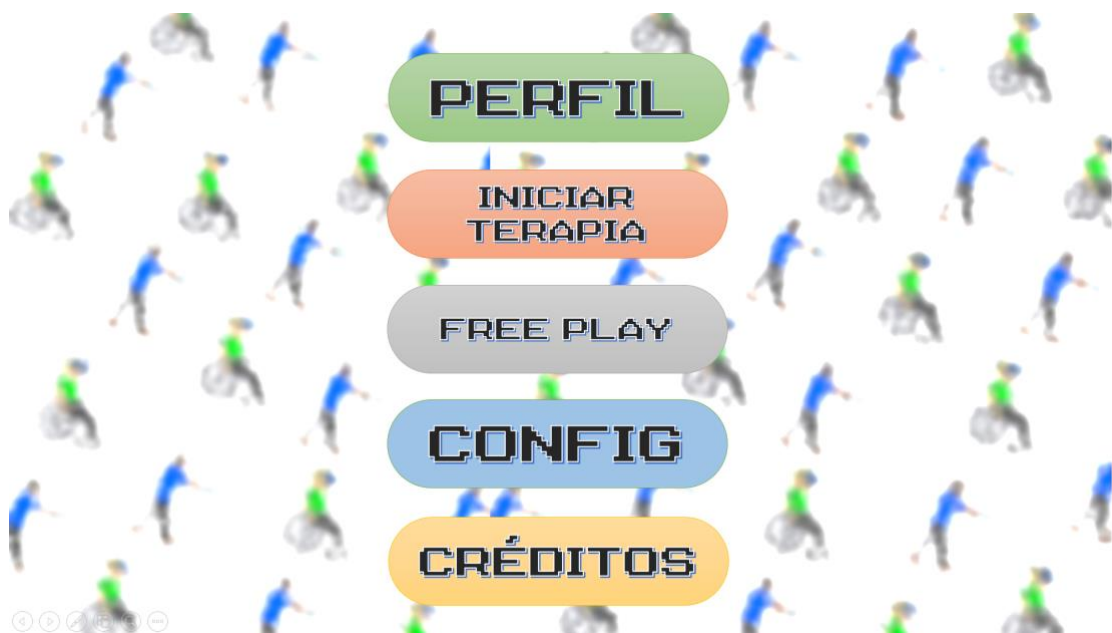 PERFIL
INICIAR
TERAPIA
FREE PLAY
CONFIG
CRÉDITOS